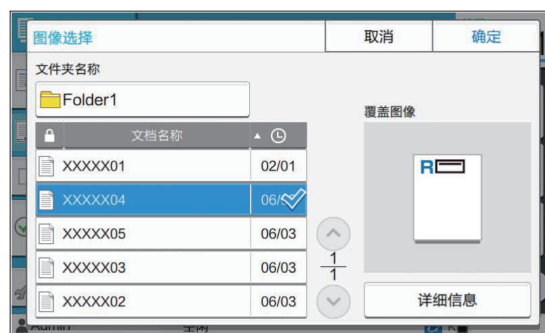 图像选择
取消
确定
文件夹名称
Folder1
覆盖图像
文档名称
XXXXX01 02/01
XXXXX04 06/
XXXXX05 06/03
XXXXX03 06/03
XXXXX02 06/03
R
1
1
详细信息
Admin